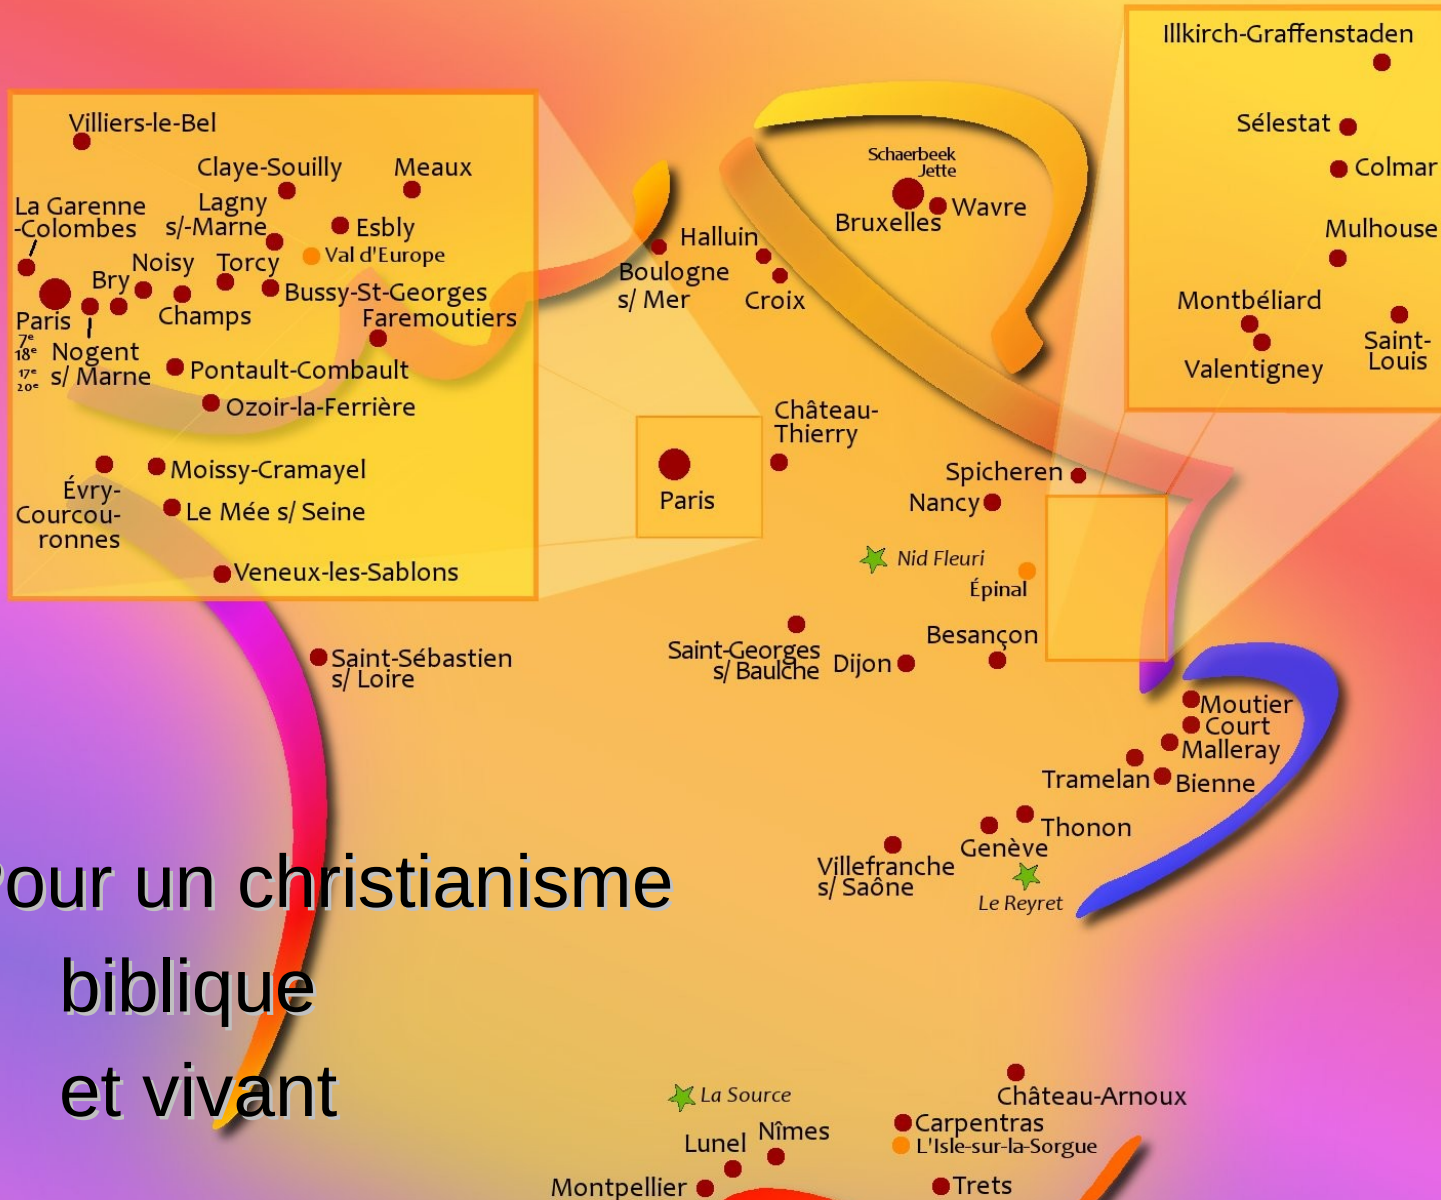 Illkirch-Graffenstaden
Sélestat
Colmar
Mulhouse
Montbéliard
Valentigney
Saint-
Louis
Villiers-le-Bel
Claye-Souilly
Meaux
La Garenne
-Colombes
Lagny
s/-Marne
Esbly
Val d'Europe
Noisy
Torcy
Bry
Bussy-St-Georges
Champs
Faremoutiers
Paris
7e
18e
17e
20e
Nogent
s/ Marne
Pontault-Combault
Ozoir-la-Ferrière
Moissy-Cramayel
Évry-
Courcou-
ronnes
Le Mée s/ Seine
Veneux-les-Sablons
Schaerbeek
Jette
Bruxelles
Wavre
Halluin
Boulogne
s/ Mer
Croix
Château-
Thierry
Paris
Spicheren
Nancy
Nid Fleuri
Épinal
Besançon
Saint-Georges
s/ Baulche
Dijon
Saint-Sébastien
s/ Loire
Moutier
Court
Malleray
Tramelan
Bienne
Thonon
Genève
Villefranche
s/ Saône
Le Reyret
Pour un christianisme
biblique
et vivant
La Source
Château-Arnoux
Carpentras
L'Isle-sur-la-Sorgue
Nîmes
Lunel
Montpellier
Trets